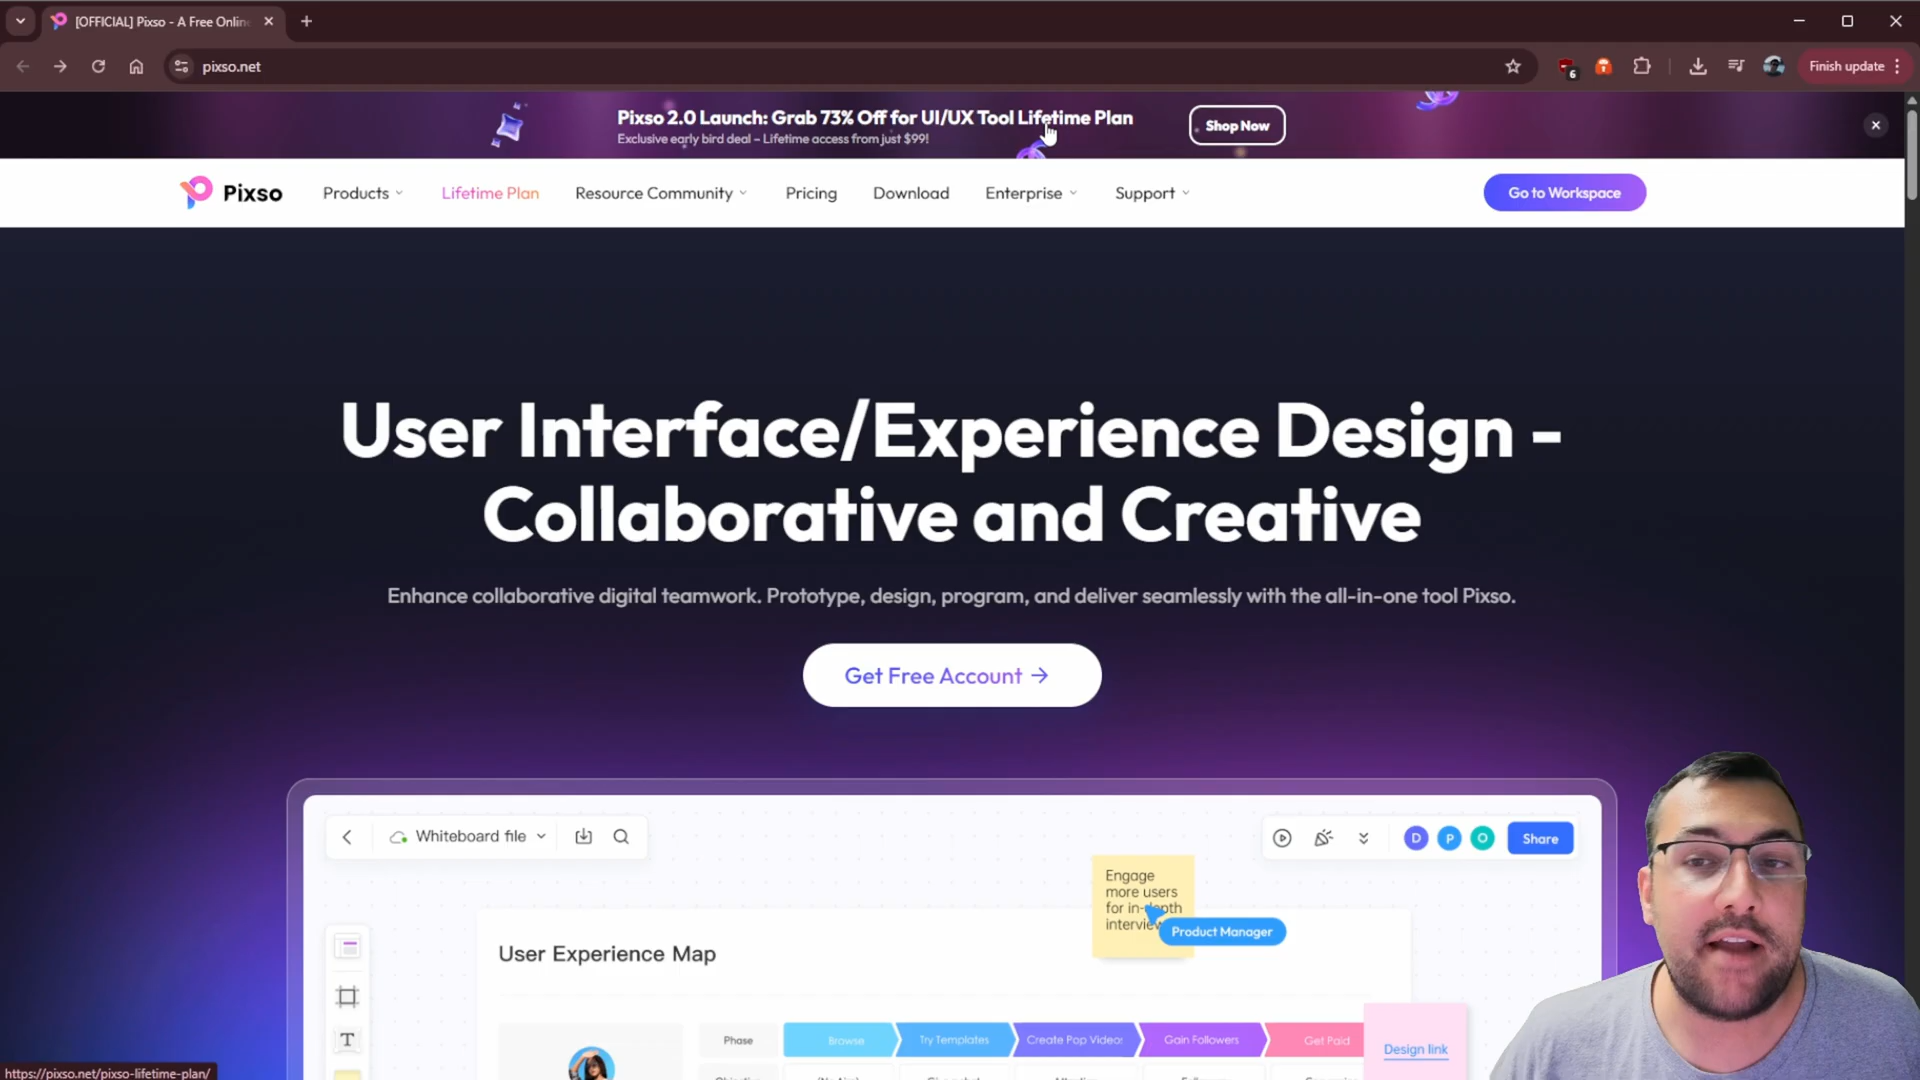 [OFFICIAL] Pixso - A Free Onlin
pixso.net
6
Finish update
Pixso 2.0 Launch: Grab 73% Off for UI/UX Tool Lifetime Plan
Exclusive early bird deal – Lifetime access from just $99!
Shop Now
Pixso
Products
Lifetime Plan
Resource Community
Pricing
Download
Enterprise
Support
Go to Workspace
User Interface/Experience Design -
Collaborative and Creative
Enhance collaborative digital teamwork. Prototype, design, program, and deliver seamlessly with the all-in-one tool Pixso.
Get Free Account →
Whiteboard file
D
P
O
Share
Engage
more users
for in-depth
interview
Product Manager
User Experience Map
T
Phase
Browse
Try Templates
Create Pop Videos
Gain Followers
Get Paid
Design link
https://pixso.net/pixso-lifetime-plan/